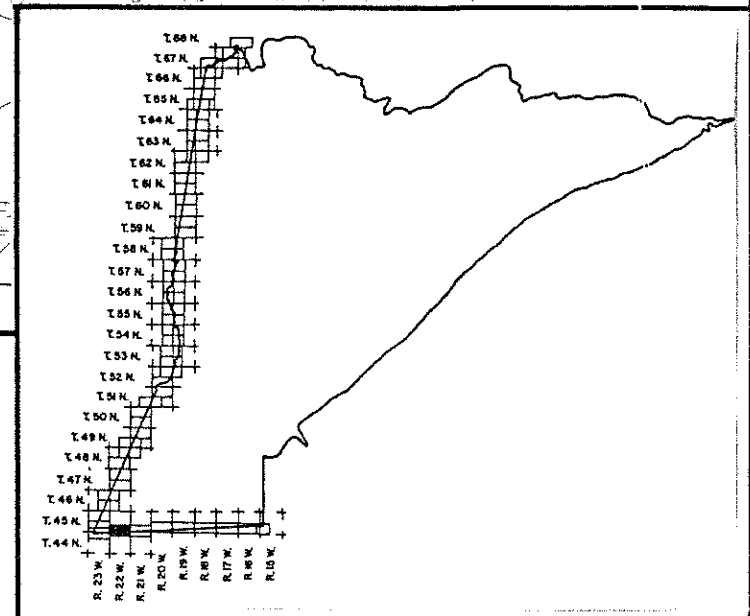 T. 68 N.
T. 67 N.
T. 66 N.
T. 65 N.
T. 64 N.
T. 63 N.
T. 62 N.
T. 61 N.
T. 60 N.
T. 59 N.
T. 58 N.
T. 57 N.
T. 56 N.
T. 55 N.
T. 54 N.
T. 53 N.
T. 52 N.
T. 51 N.
T. 50 N.
T. 49 N.
T. 48 N.
T. 47 N.
T. 46 N.
T. 45 N.
T. 44 N.
R. 23 W.
R. 22 W.
R. 21 W.
R. 20 W.
R. 19 W.
R. 18 W.
R. 17 W.
R. 16 W.
R. 15 W.